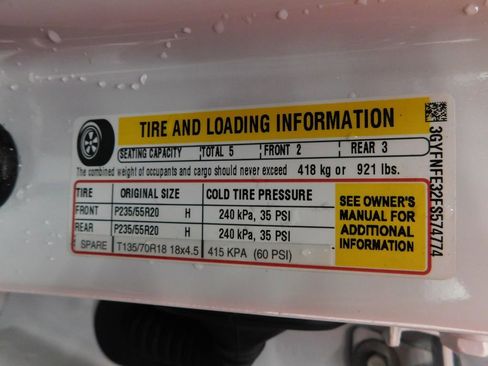 TIRE AND LOADING INFORMATION
SEATING CAPACITY TOTAL 5 FRONT 2 REAR 3
The combined weight of occupants and cargo should never exceed 418 kg or 921 lbs.
TIRE ORIGINAL SIZE COLD TIRE PRESSURE
FRONT P235/55R20 H 240 kPa, 35 PSI
REAR P235/55R20 H 240 kPa, 35 PSI
SPARE T135/70R18 18x4.5 415 KPA (60 PSI)
SEE OWNER'S
MANUAL FOR
ADDITIONAL
INFORMATION
3GYFNFE32ES574774